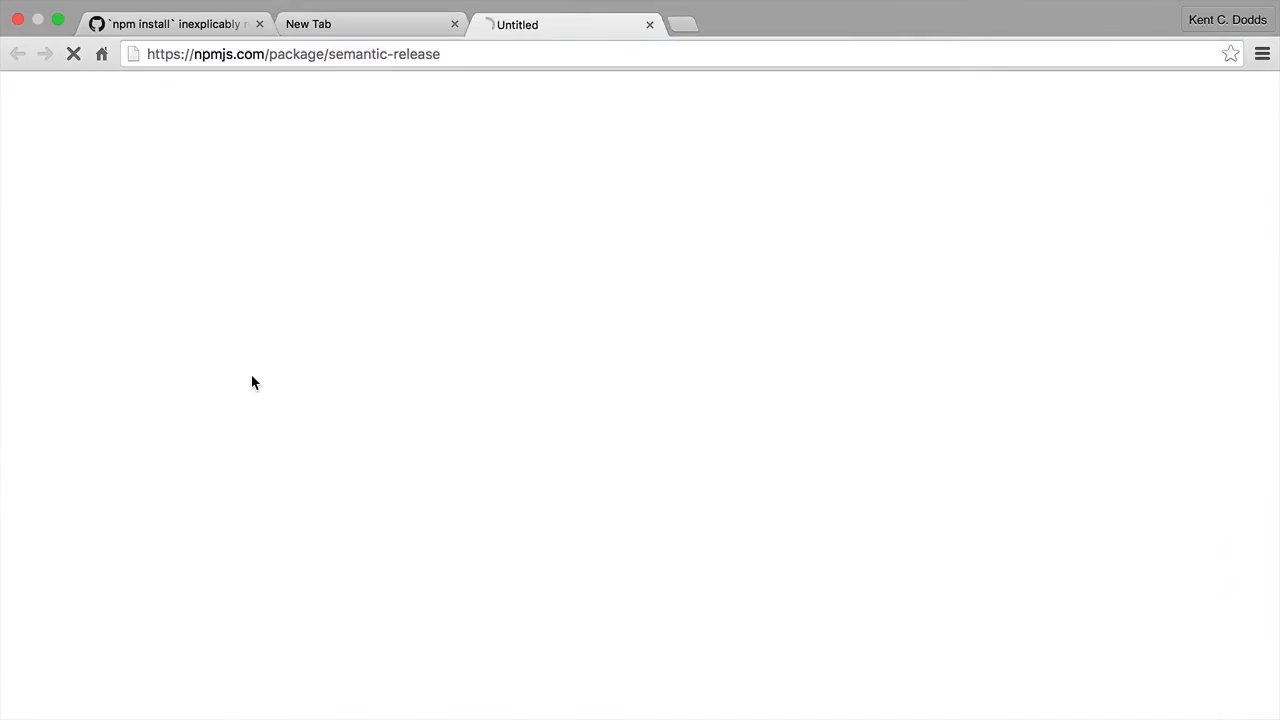 `npm install` inexplicably
New Tab
Untitled
Kent C. Dodds
https://npmjs.com/package/semantic-release